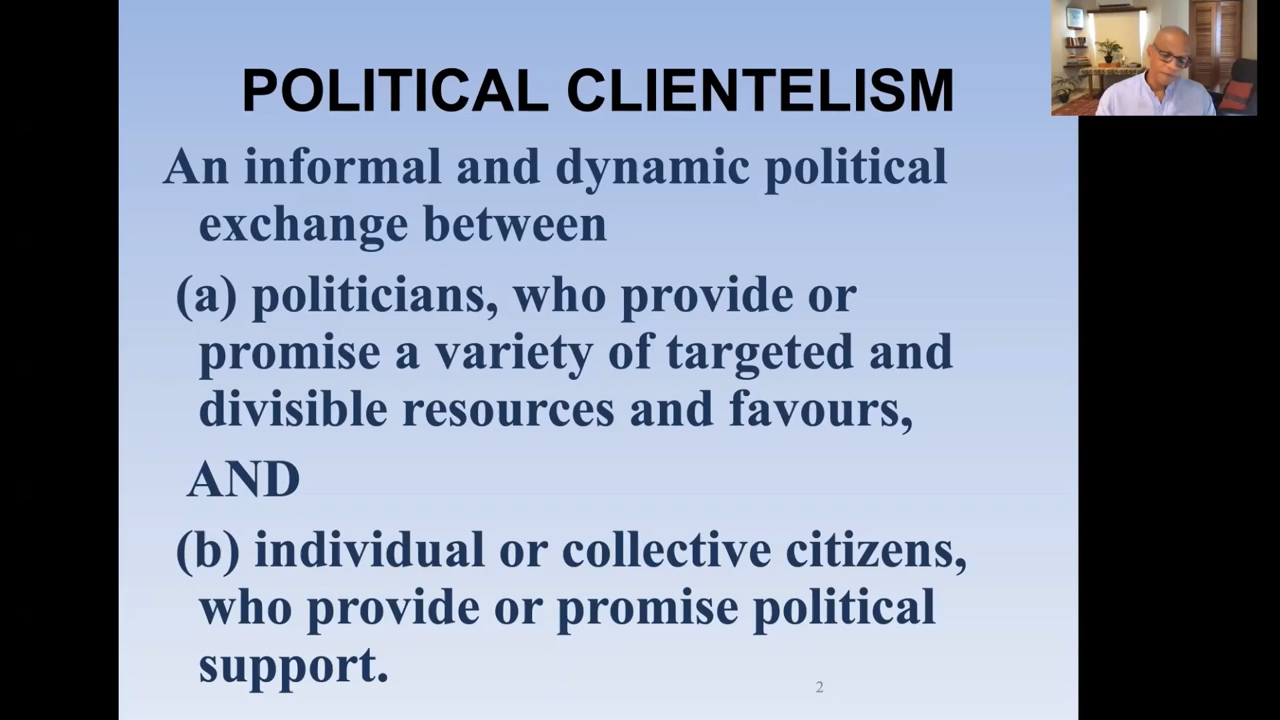 POLITICAL CLIENTELISM
An informal and dynamic political
exchange between
(a) politicians, who provide or
promise a variety of targeted and
divisible resources and favours,
AND
(b) individual or collective citizens,
who provide or promise political
support.
2